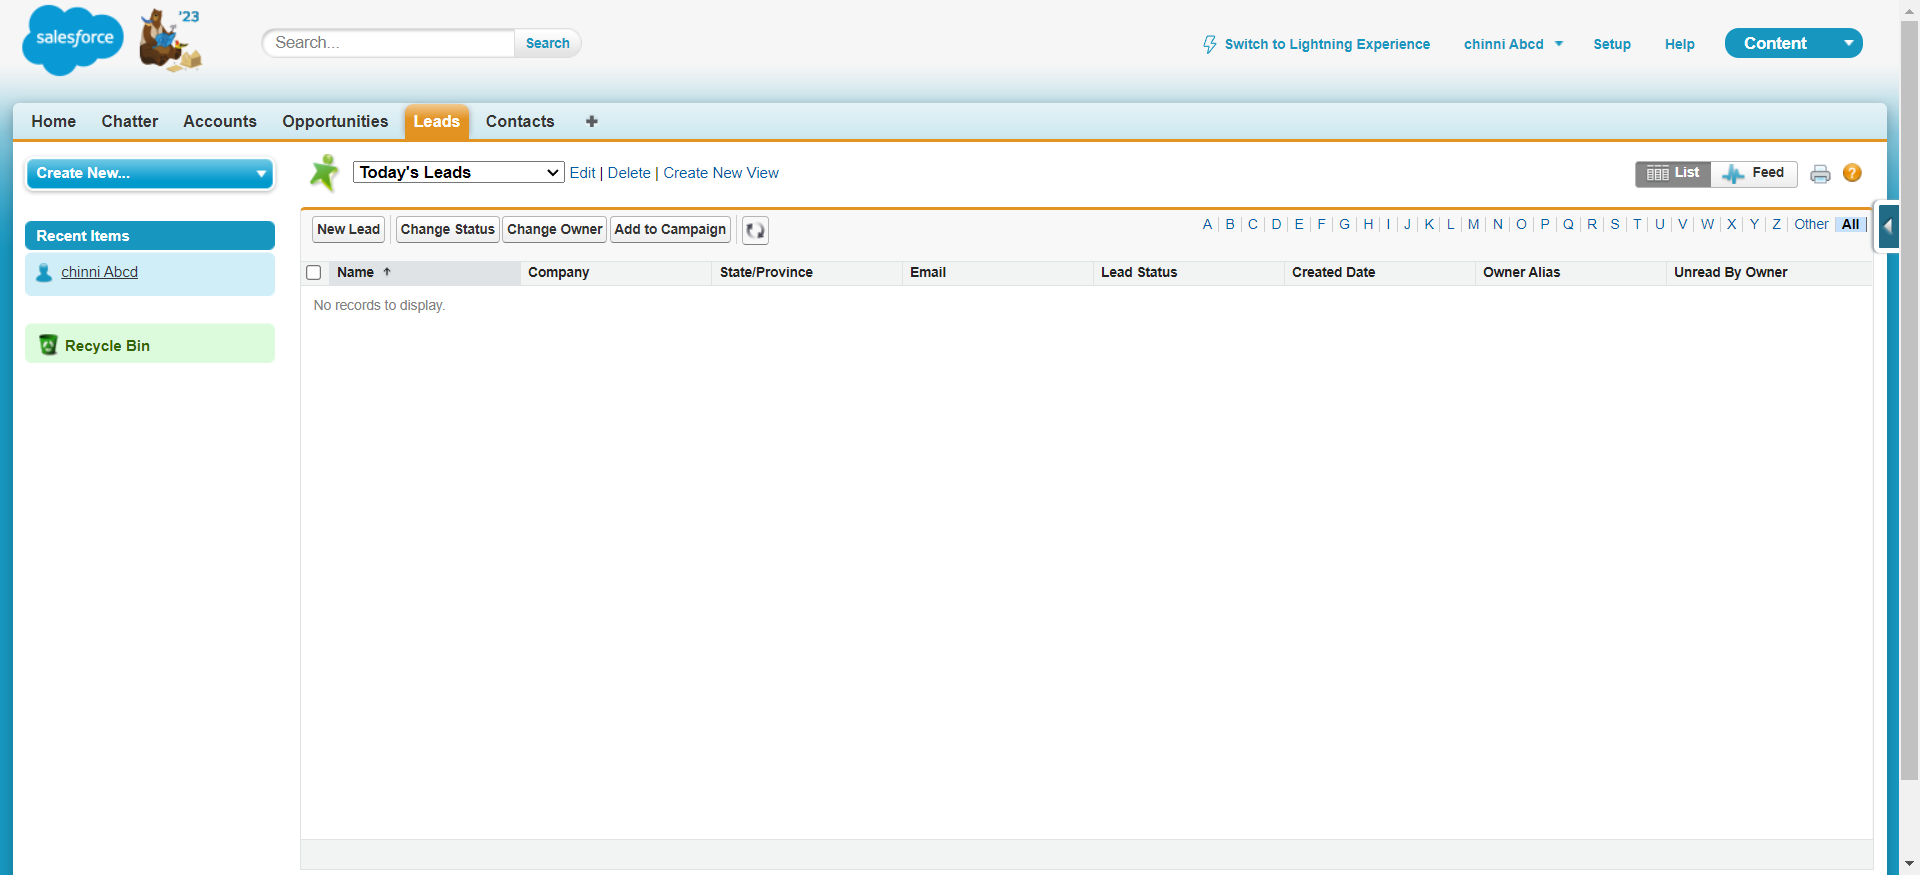 salesforce
'23
Search...
Search
Switch to Lightning Experience
chinni Abcd
Setup
Help
Content
Home
Chatter
Accounts
Opportunities
Leads
Contacts
+
Create New...
Today's Leads
Edit | Delete | Create New View
List
Feed
?
Recent Items
chinni Abcd
Recycle Bin
New Lead
Change Status
Change Owner
Add to Campaign
A | B | C | D | E | F | G | H | I | J | K | L | M | N | O | P | Q | R | S | T | U | V | W | X | Y | Z | Other | All
Name
Company
State/Province
Email
Lead Status
Created Date
Owner Alias
Unread By Owner
No records to display.